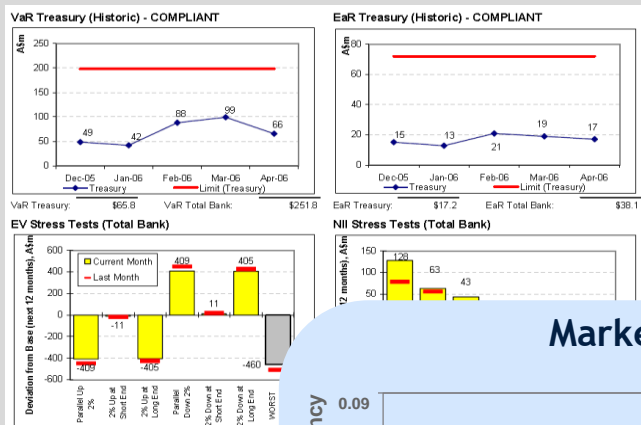 VaR Treasury (Historic) - COMPLIANT
A$m
250
200
150
100
50
0
49
42
88
99
66
Dec-05 Jan-06 Feb-06 Mar-06 Apr-06
Treasury Limit (Treasury)
VaR Treasury: $65.8 VaR Total Bank: $251.8
EaR Treasury (Historic) - COMPLIANT
A$m
80
60
40
20
0
15
13
21
19
17
Dec-05 Jan-06 Feb-06 Mar-06 Apr-06
Treasury Limit (Treasury)
EaR Treasury: $17.2 EaR Total Bank: $38.1
EV Stress Tests (Total Bank)
Deviation from Base (next 12 months), A$m
600
400
200
0
-200
-400
-600
Current Month
Last Month
-409
-11
-405
409
11
405
-460
Parallel Up
2%
2% Up at
Short End
2% Up at
Long End
Parallel
Down 2%
2% Down at
Short End
2% Down at
Long End
WORST
NII Stress Tests (Total Bank)
12 months), A$m
150
100
50
128
63
43
Marke
ncy
0.09